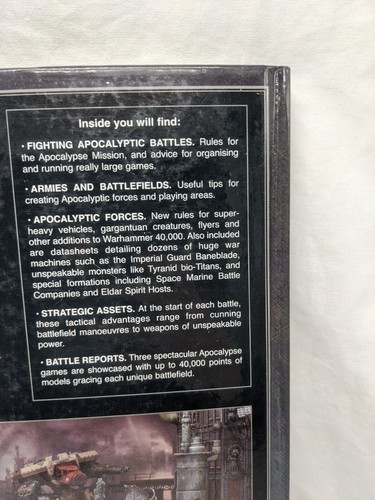 Inside you will find:
• FIGHTING APOCALYPTIC BATTLES. Rules for
the Apocalypse Mission, and advice for organising
and running really large games.
• ARMIES AND BATTLEFIELDS. Useful tips for
creating Apocalyptic forces and playing areas.
• APOCALYPTIC FORCES. New rules for super-
heavy vehicles, gargantuan creatures, flyers and
other additions to Warhammer 40,000. Also included
are datasheets detailing dozens of huge war
machines such as the Imperial Guard Baneblade,
unspeakable monsters like Tyranid bio-Titans, and
special formations including Space Marine Battle
Companies and Eldar Spirit Hosts.
• STRATEGIC ASSETS. At the start of each battle,
these tactical advantages range from cunning
battlefield manoeuvres to weapons of unspeakable
power.
• BATTLE REPORTS. Three spectacular Apocalypse
games are showcased with up to 40,000 points of
models gracing each unique battlefield.